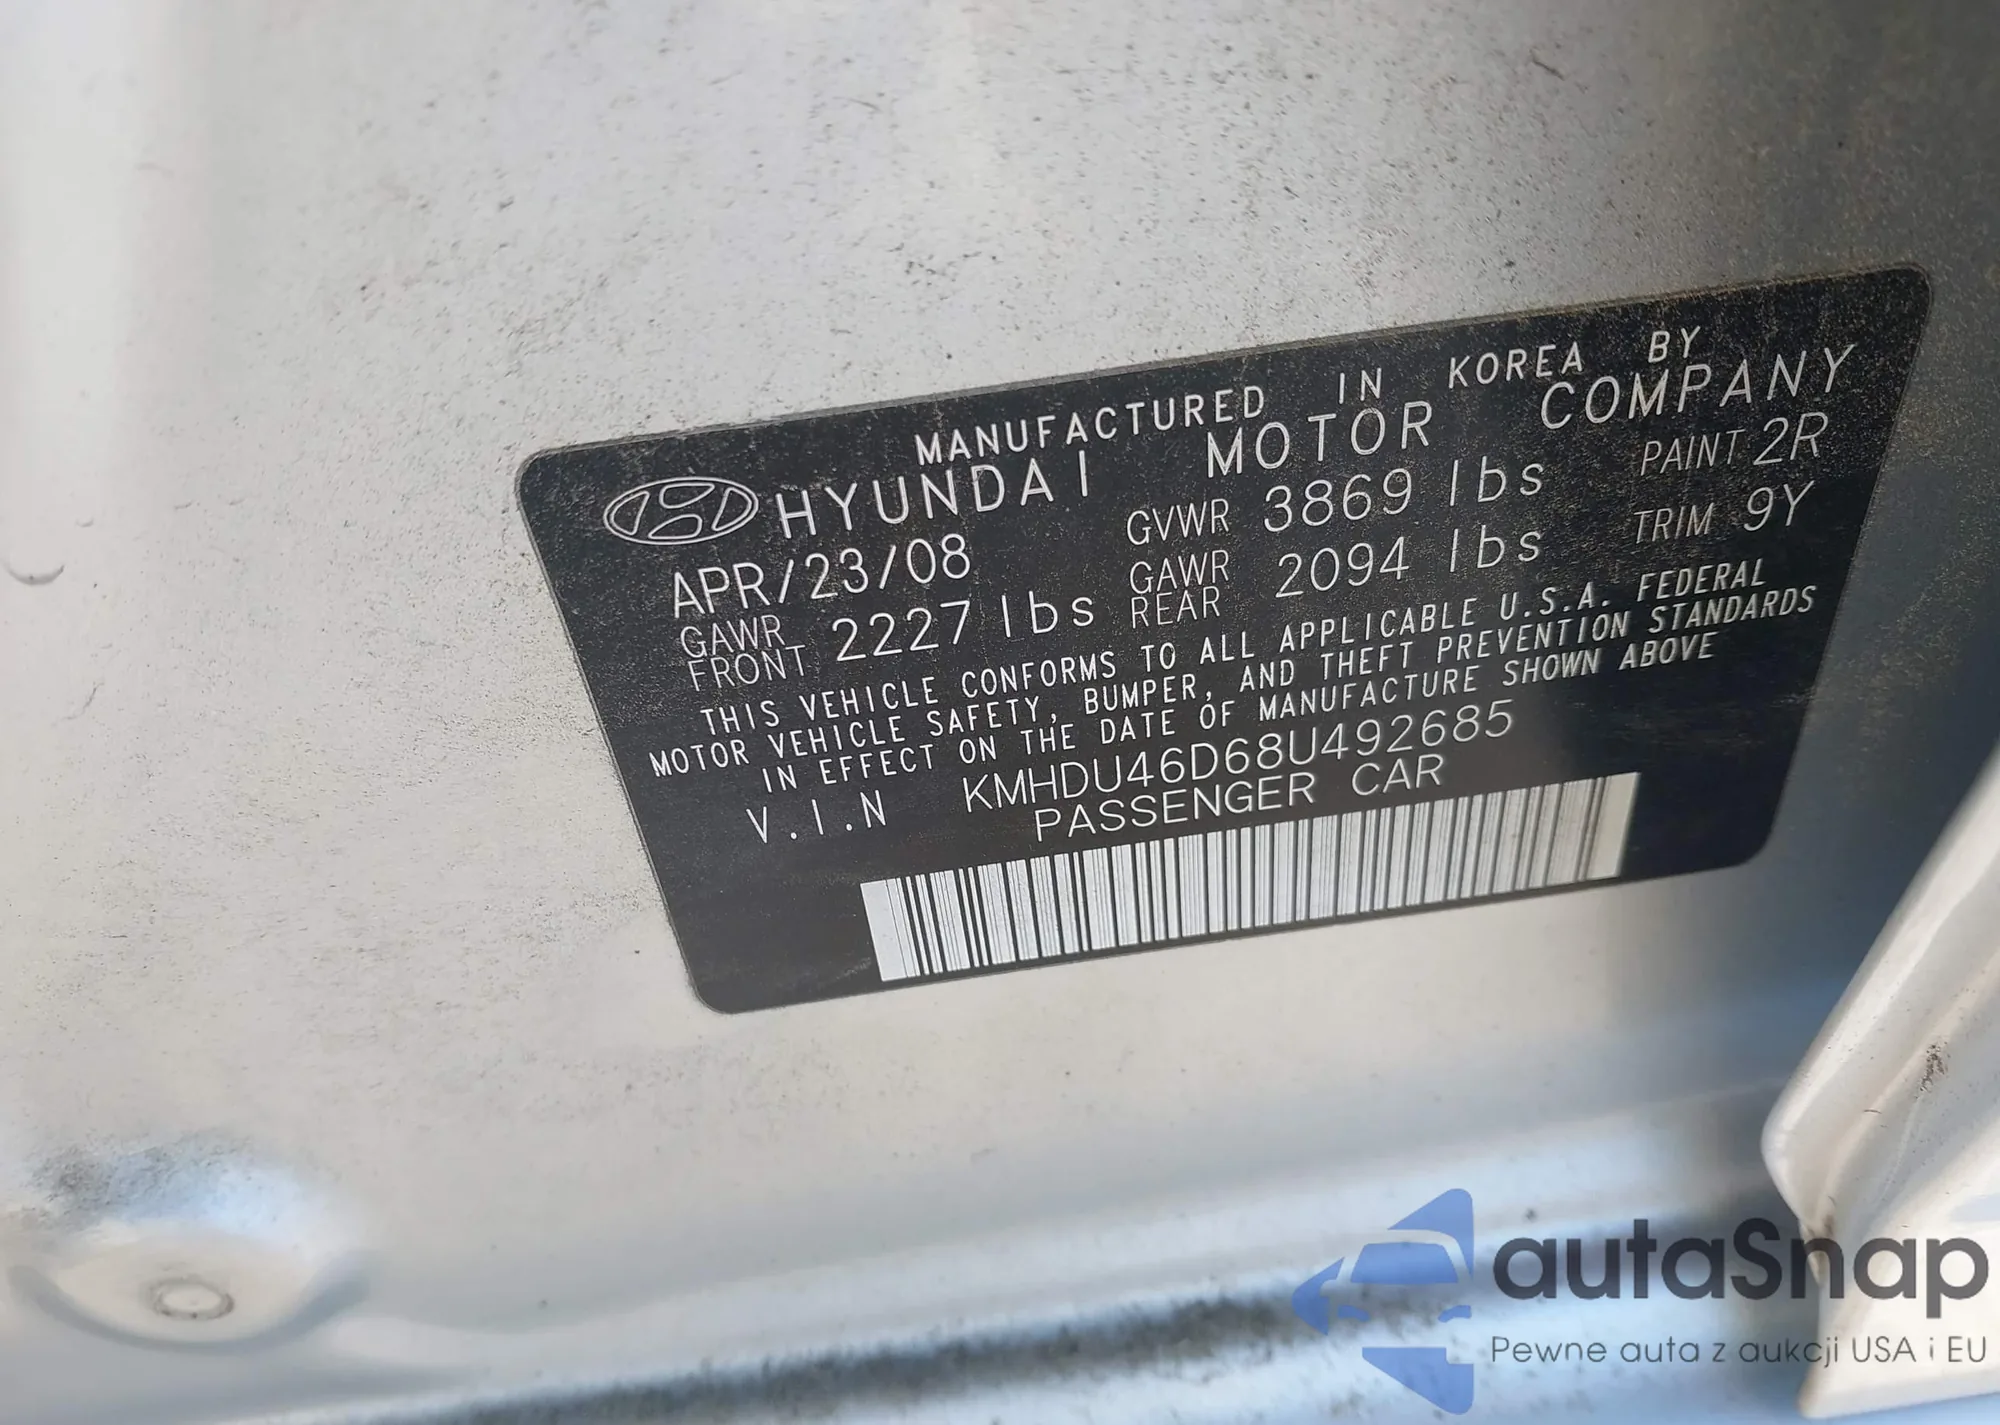 MANUFACTURED IN KOREA BY
HYUNDAI MOTOR COMPANY
APR/23/08 GVWR 3869 lbs PAINT 2R
GAWR FRONT 2227 lbs GAWR REAR 2094 lbs TRIM 9Y
THIS VEHICLE CONFORMS TO ALL APPLICABLE U.S.A. FEDERAL
MOTOR VEHICLE SAFETY, BUMPER, AND THEFT PREVENTION STANDARDS
IN EFFECT ON THE DATE OF MANUFACTURE SHOWN ABOVE
V.I.N KMHDU46D68U492685
PASSENGER CAR
autaSnap
Pewne auta z aukcji USA i EU